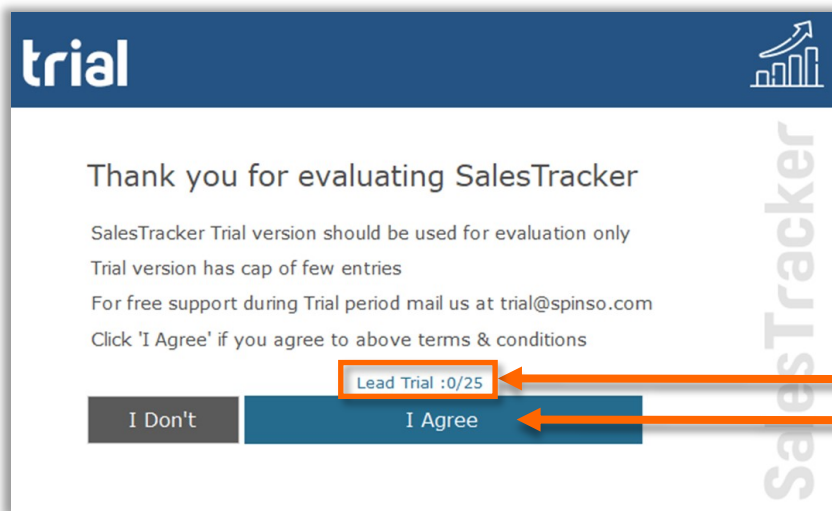 trial
Thank you for evaluating SalesTracker
SalesTracker Trial version should be used for evaluation only
Trial version has cap of few entries
For free support during Trial period mail us at trial@spinso.com
Click 'I Agree' if you agree to above terms & conditions
Lead Trial :0/25
I Don't
I Agree
SalesTracker